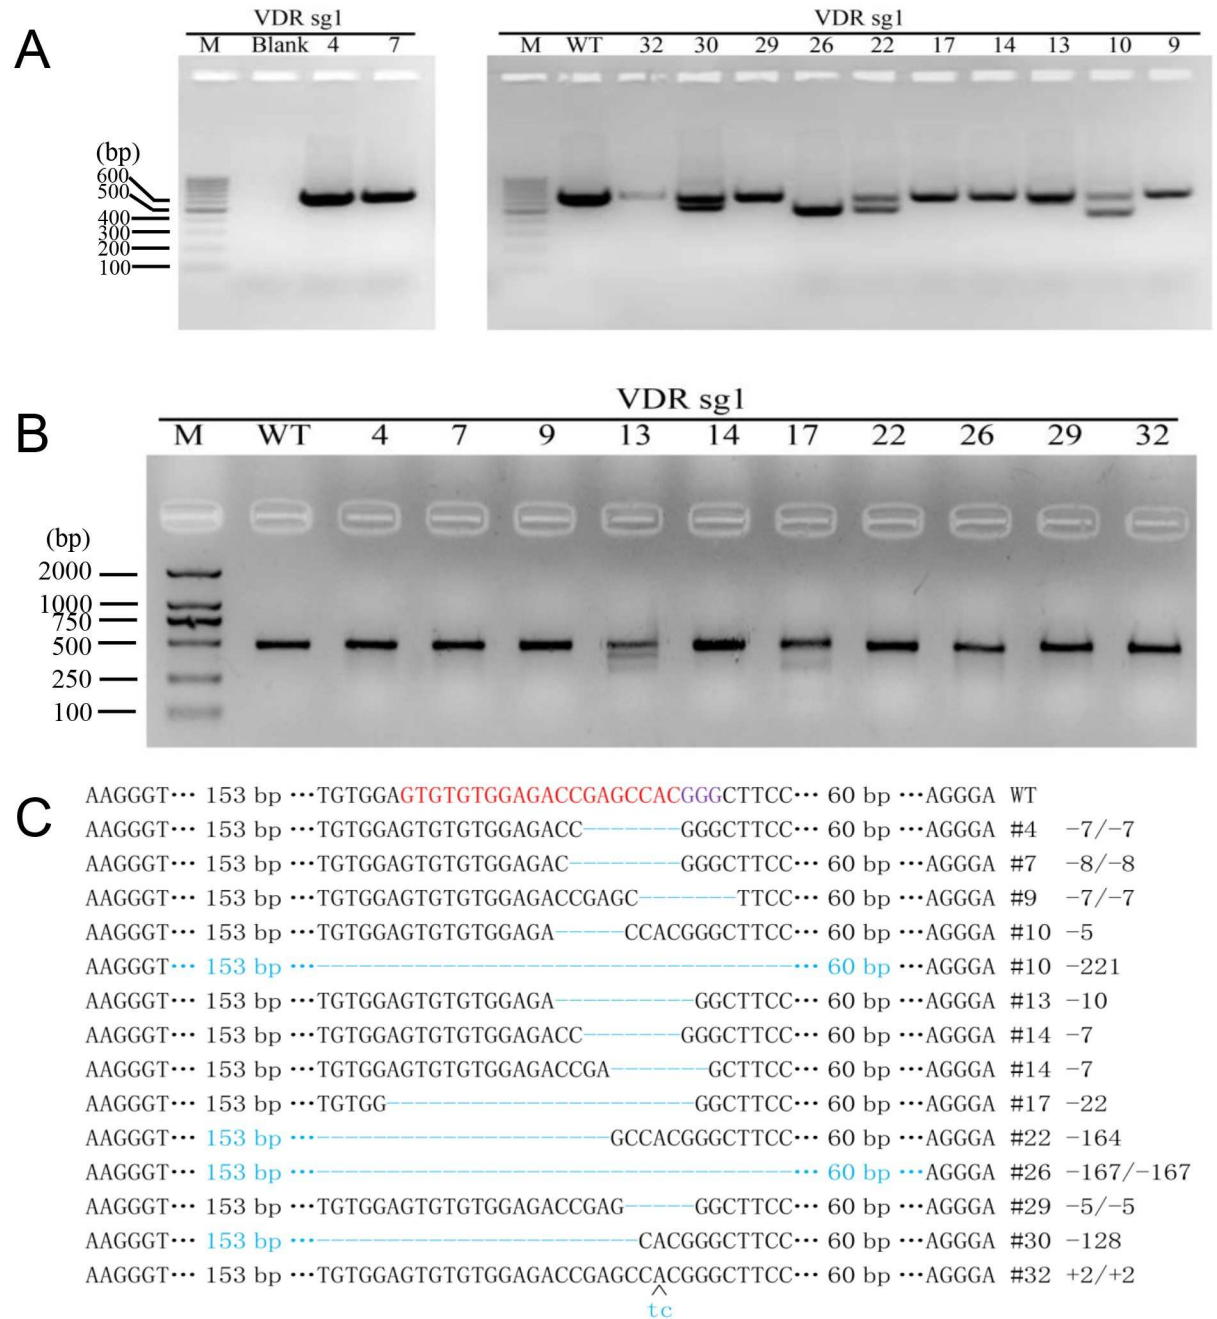 A
VDR sg1
M Blank 4 7
VDR sg1
M WT 32 30 29 26 22 17 14 13 10 9
(bp)
600
500
400
300
200
100
B
VDR sg1
M WT 4 7 9 13 14 17 22 26 29 32
(bp)
2000
1000
750
500
250
100
C
AAGGGT··· 153 bp ···TGTGGAGTGTGTGGAGACCGAGCCACGGGCTTCC··· 60 bp ···AGGGA WT
AAGGGT··· 153 bp ···TGTGGAGTGTGTGGAGACC-------GGGCTTCC··· 60 bp ···AGGGA #4 -7/-7
AAGGGT··· 153 bp ···TGTGGAGTGTGTGGAGAC--------GGGCTTCC··· 60 bp ···AGGGA #7 -8/-8
AAGGGT··· 153 bp ···TGTGGAGTGTGTGGAGACCGAGC-------TTCC··· 60 bp ···AGGGA #9 -7/-7
AAGGGT··· 153 bp ···TGTGGAGTGTGTGGAGA-----CCACGGGCTTCC··· 60 bp ···AGGGA #10 -5
AAGGGT··· 153 bp ···----------------------------------··· 60 bp ···AGGGA #10 -221
AAGGGT··· 153 bp ···TGTGGAGTGTGTGGAGA----------GGCTTCC··· 60 bp ···AGGGA #13 -10
AAGGGT··· 153 bp ···TGTGGAGTGTGTGGAGACC-------GGGCTTCC··· 60 bp ···AGGGA #14 -7
AAGGGT··· 153 bp ···TGTGGAGTGTGTGGAGACCGA-------GCTTCC··· 60 bp ···AGGGA #14 -7
AAGGGT··· 153 bp ···TGTGG----------------------GGCTTCC··· 60 bp ···AGGGA #17 -22
AAGGGT··· 153 bp ···---------------------GCCACGGGCTTCC··· 60 bp ···AGGGA #22 -164
AAGGGT··· 153 bp ···----------------------------------··· 60 bp ···AGGGA #26 -167/-167
AAGGGT··· 153 bp ···TGTGGAGTGTGTGGAGACCGAG-----GGCTTCC··· 60 bp ···AGGGA #29 -5/-5
AAGGGT··· 153 bp ···-----------------------CACGGGCTTCC··· 60 bp ···AGGGA #30 -128
AAGGGT··· 153 bp ···TGTGGAGTGTGTGGAGACCGAGCCACGGGCTTCC··· 60 bp ···AGGGA #32 +2/+2
^
tc